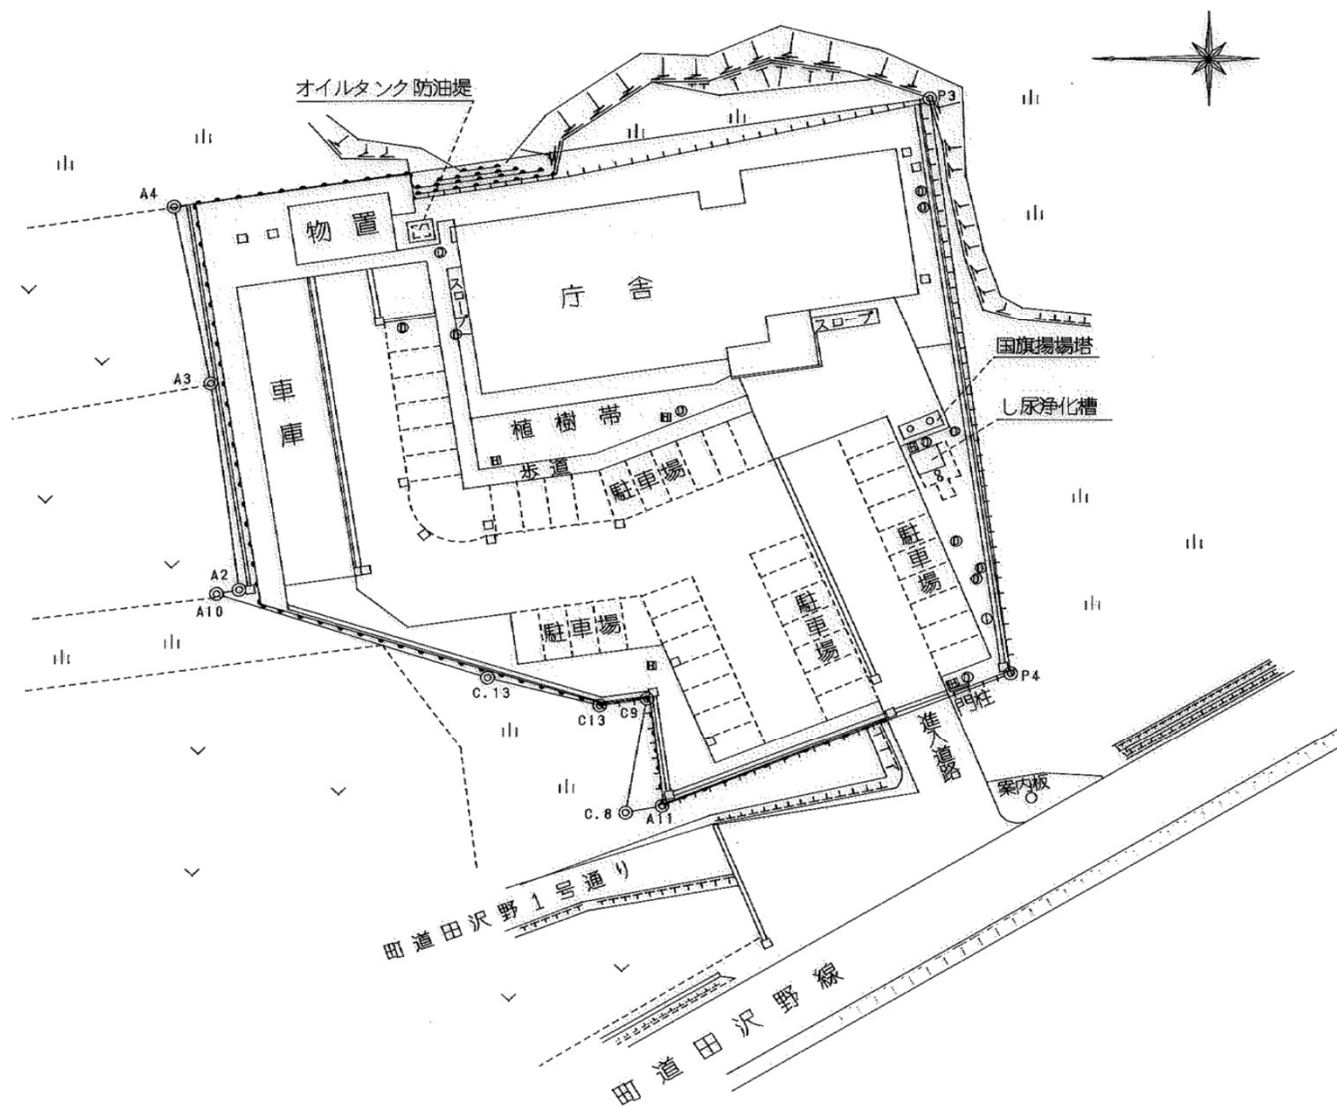 オイルタンク防油堤
P3
A4
物置
庁舎
スロープ
スロープ
国旗揚場塔
A3
車庫
し尿浄化槽
植樹帯
歩道
駐車場
駐車場
A2
A10
駐車場
駐車場
C.13
C13
C9
P4
門柱
進入道路
案内板
C.8
A11
町道田沢野1号通り
町道田沢野線